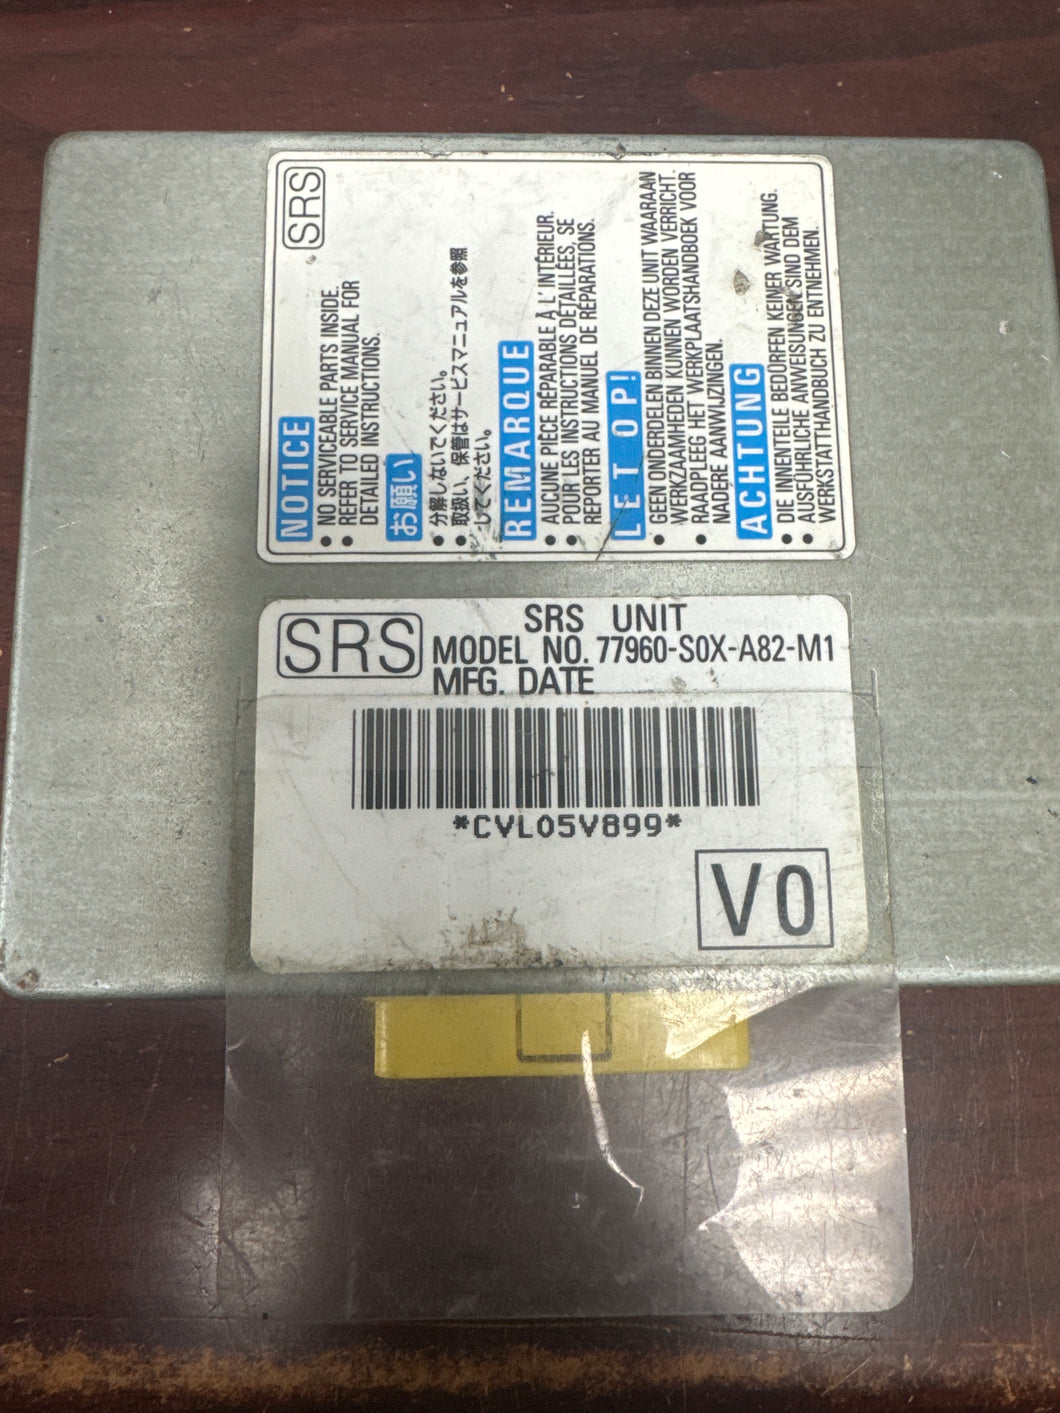 SRS
NOTICE
• NO SERVICEABLE PARTS INSIDE.
• REFER TO SERVICE MANUAL FOR
DETAILED INSTRUCTIONS.
お願い
• 分解しないでください。
• 取扱い、保管はサービスマニュアルを参照
してください。
REMARQUE
• AUCUNE PIÈCE RÉPARABLE À L'INTÉRIEUR.
• POUR LES INSTRUCTIONS DÉTAILLÉES, SE
REPORTER AU MANUEL DE RÉPARATIONS.
LET OP!
• GEEN ONDERDELEN BINNEN DEZE UNIT WAARAAN
WERKZAAMHEDEN KUNNEN WORDEN VERRICHT.
• RAADPLEEG HET WERKPLAATSHANDBOEK VOOR
NADERE AANWIJZINGEN.
ACHTUNG
• DIE INNENTEILE BEDÜRFEN KEINER WARTUNG.
• AUSFÜHRLICHE ANWEISUNGEN SIND DEM
WERKSTATTHANDBUCH ZU ENTNEHMEN.
SRS
SRS UNIT
MODEL NO. 77960-S0X-A82-M1
MFG. DATE
*CVL05V899*
V0